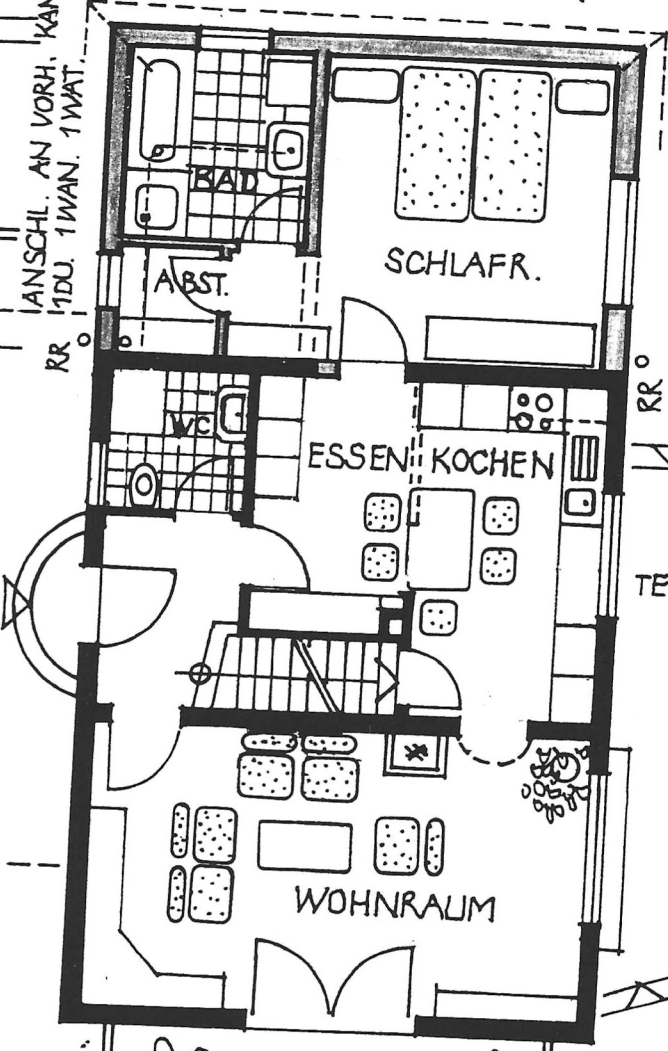 KAN
ANSCHL. AN VORH.
1DU. 1WAN. 1WAT.
BAD
SCHLAFR.
ABST.
RR
RR
WC
ESSEN
KOCHEN
TE
WOHNRAUM